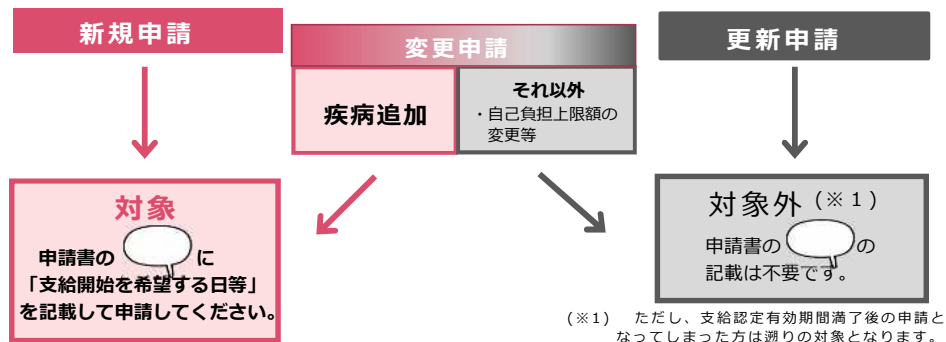 新規申請
変更申請
更新申請
疾病追加
それ以外
・自己負担上限額の
変更等
対象
申請書の に
「支給開始を希望する日等」
を記載して申請してください。
対象外(※1)
申請書の の
記載は不要です。
(※1) ただし、支給認定有効期間満了後の申請と
なってしまった方は遡りの対象となります。